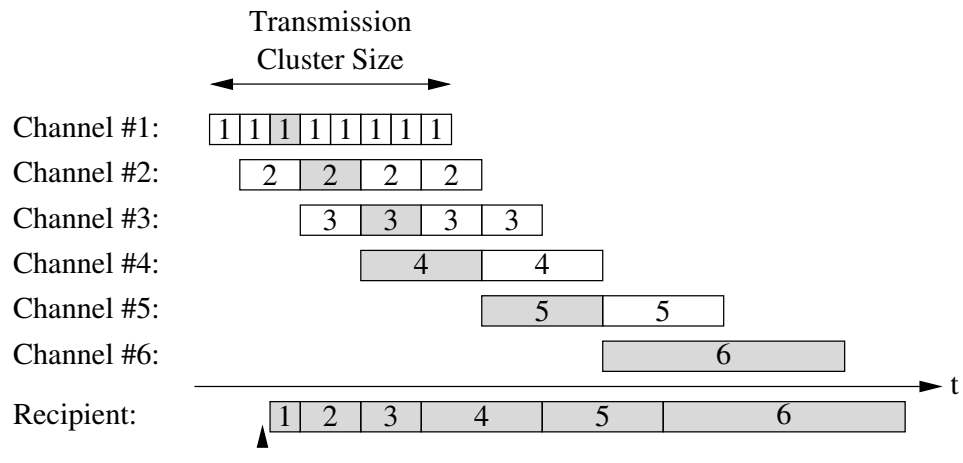 Transmission
Cluster Size
Channel #1: 1 1 1 1 1 1 1 1
Channel #2: 2 2 2 2
Channel #3: 3 3 3 3
Channel #4: 4 4
Channel #5: 5 5
Channel #6: 6
t
Recipient: 1 2 3 4 5 6